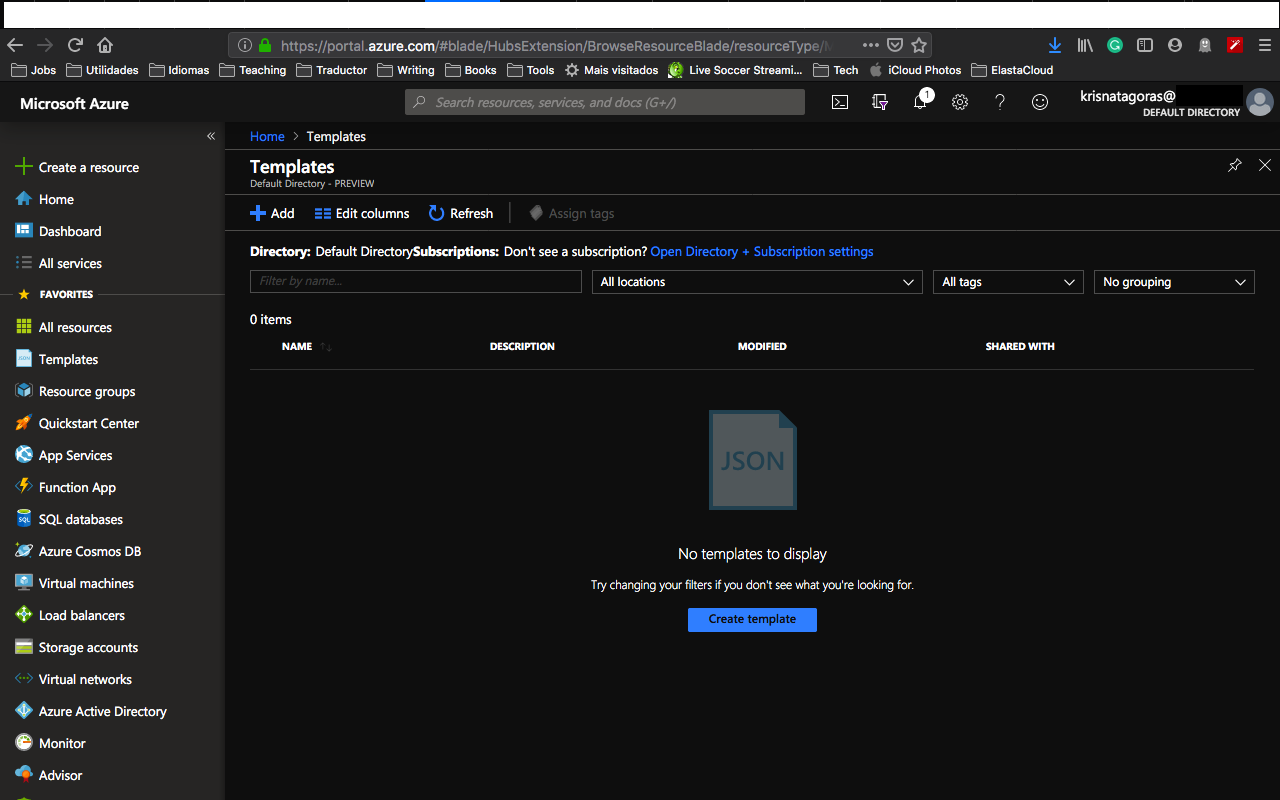 https://portal.azure.com/#blade/HubsExtension/BrowseResourceBlade/resourceType/
Jobs Utilidades Idiomas Teaching Traductor Writing Books Tools Mais visitados Live Soccer Streami... Tech iCloud Photos ElastaCloud
Microsoft Azure
Search resources, services, and docs (G+/)
1
krisnatagoras@
DEFAULT DIRECTORY
«
Home > Templates
Templates
Default Directory - PREVIEW
Add Edit columns Refresh Assign tags
Directory: Default DirectorySubscriptions: Don't see a subscription? Open Directory + Subscription settings
Filter by name... All locations All tags No grouping
0 items
NAME DESCRIPTION MODIFIED SHARED WITH
JSON
No templates to display
Try changing your filters if you don't see what you're looking for.
Create template
Create a resource
Home
Dashboard
All services
FAVORITES
All resources
JSON
Templates
Resource groups
Quickstart Center
App Services
Function App
SQL
SQL databases
Azure Cosmos DB
Virtual machines
Load balancers
Storage accounts
Virtual networks
Azure Active Directory
Monitor
Advisor